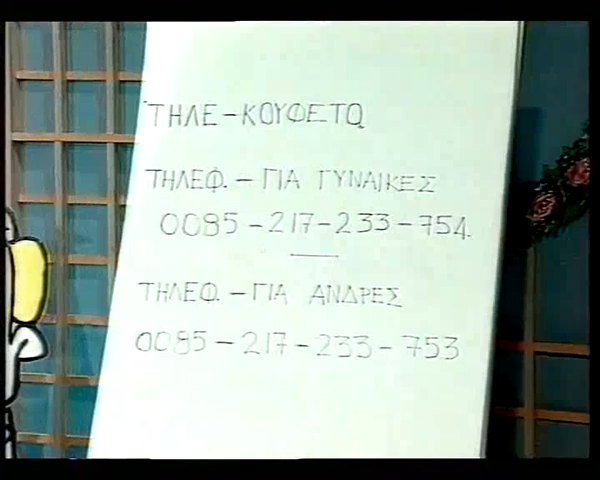 ΤΗΛΕ-ΚΟΥΦΕΤΟ
ΤΗΛΕΦ. - ΓΙΑ ΓΥΝΑΙΚΕΣ
0085-217-233-754.
ΤΗΛΕΦ. - ΓΙΑ ΑΝΔΡΕΣ
0085-217-233-753